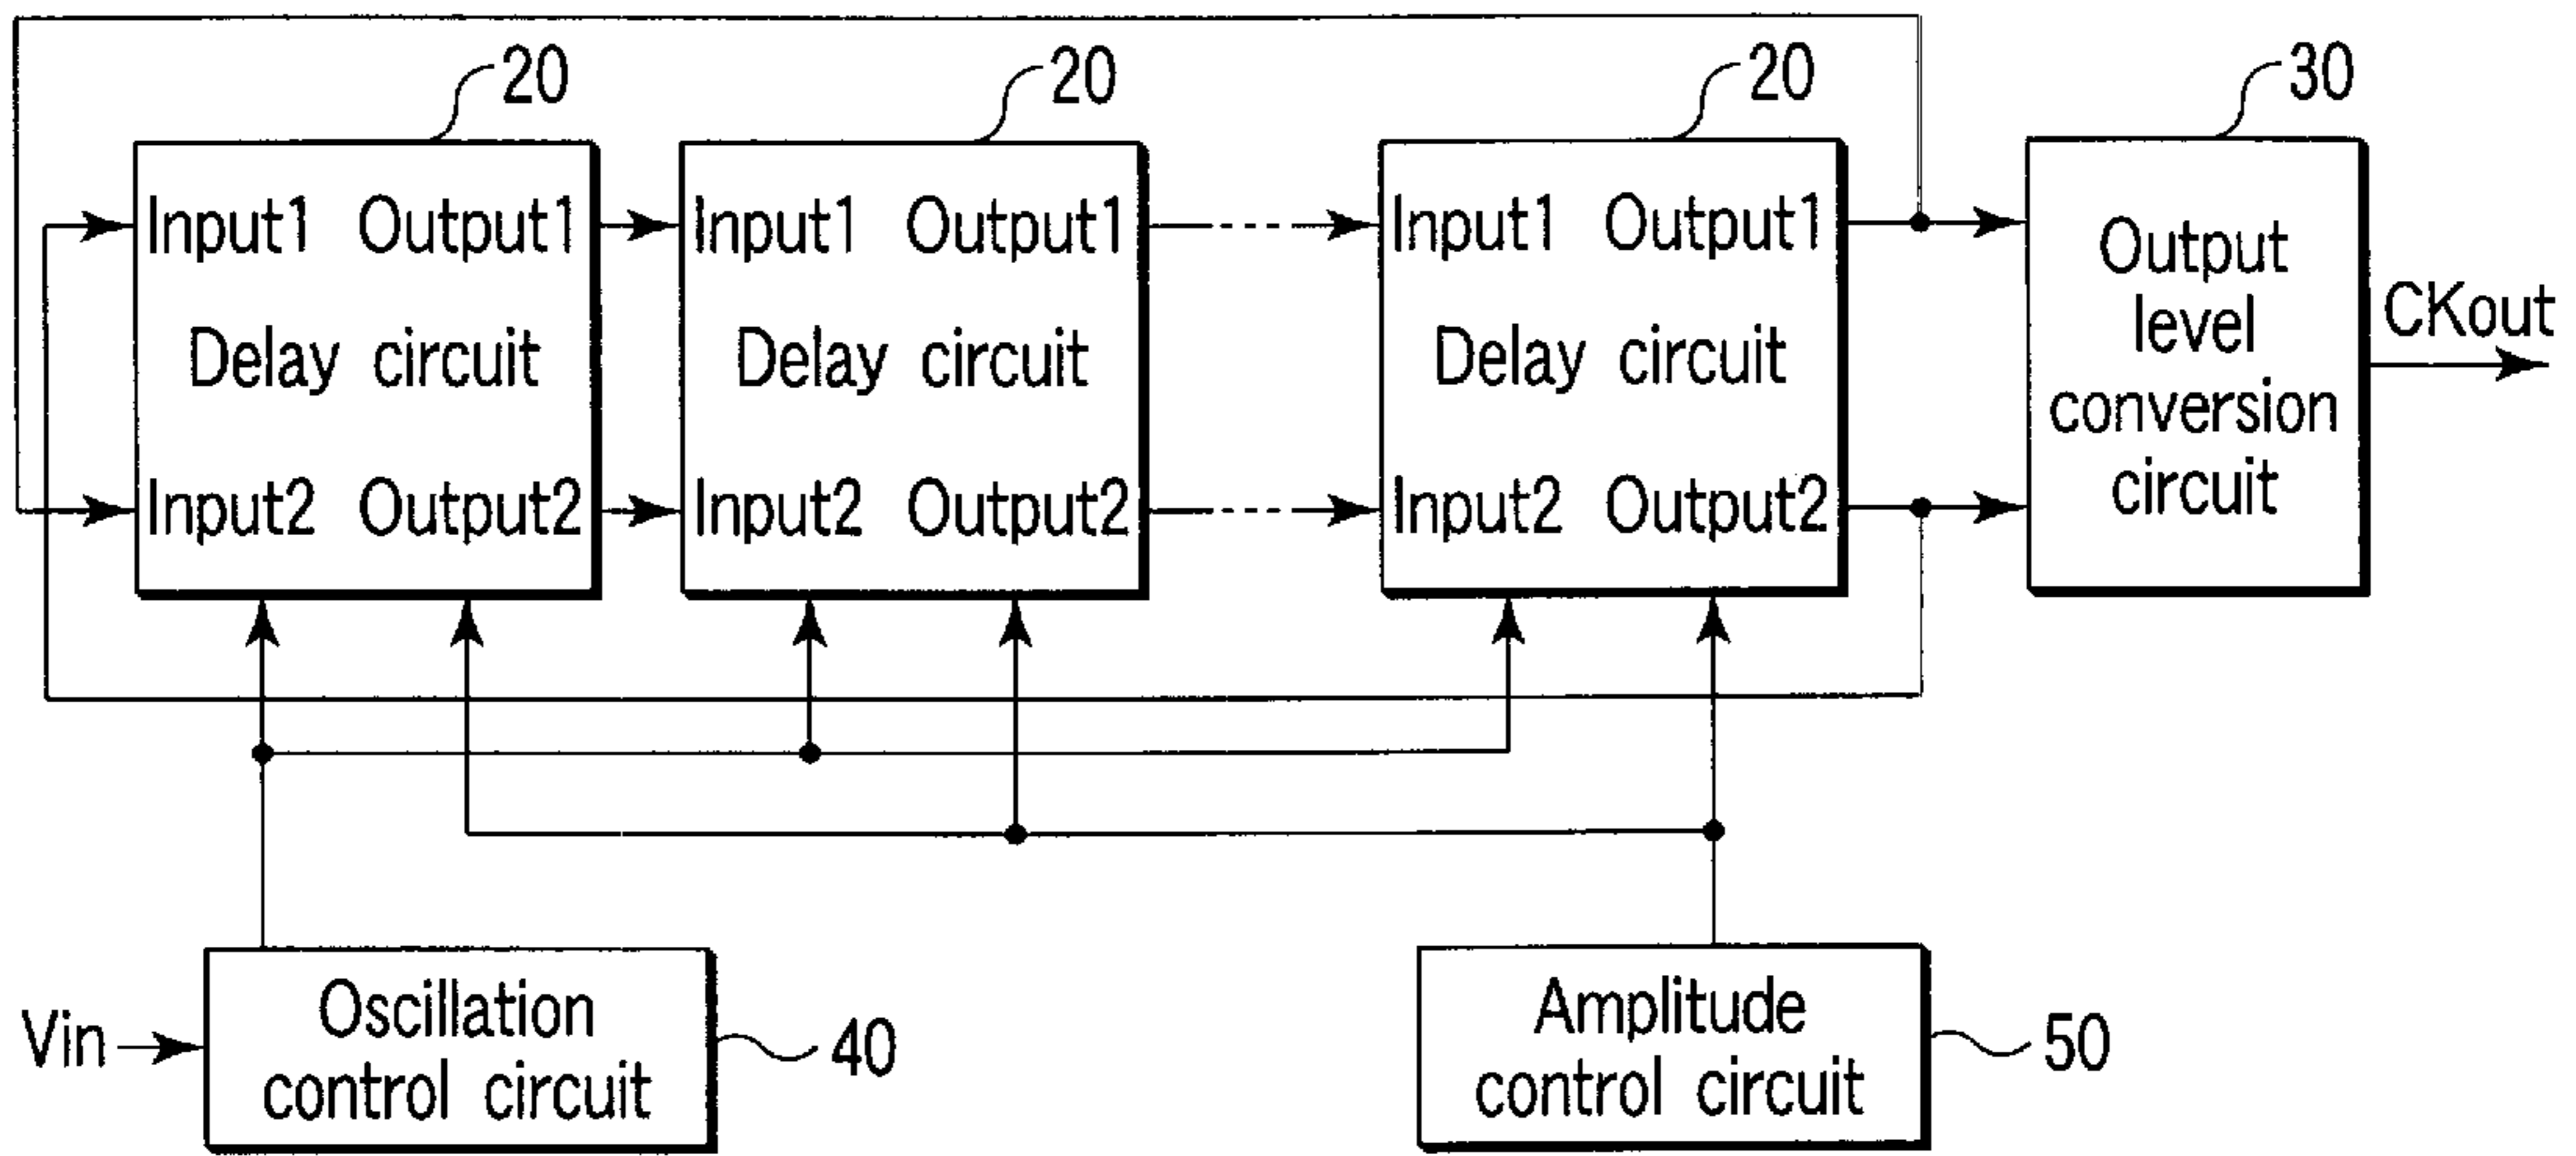 20
20
20
30
Input1 Output1
Input1 Output1
Input1 Output1
Delay circuit
Delay circuit
Delay circuit
Input2 Output2
Input2 Output2
Input2 Output2
Output
level
conversion
circuit
CKout
Vin
Oscillation
control circuit
40
Amplitude
control circuit
50